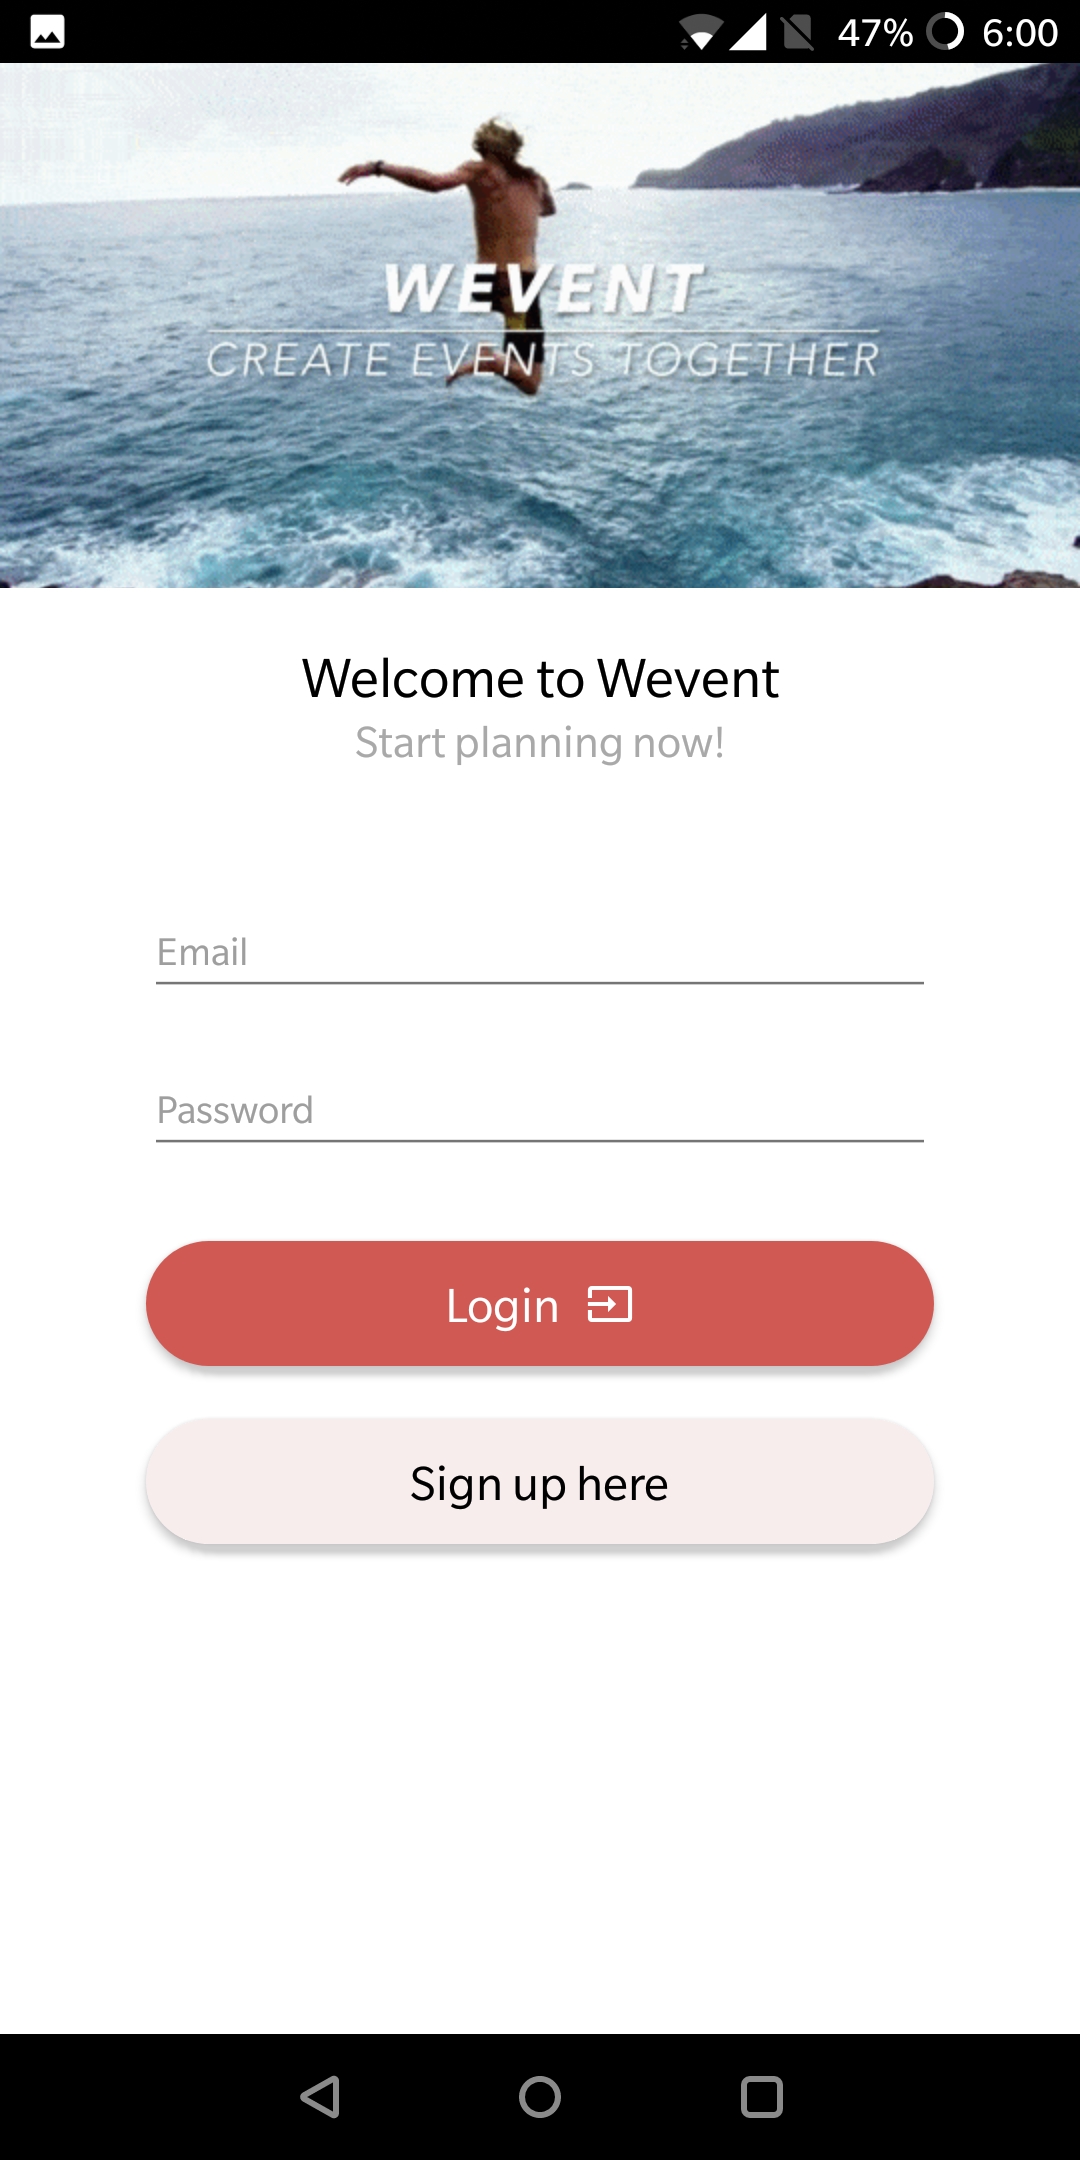 47% 6:00
WEVENT
CREATE EVENTS TOGETHER
Welcome to Wevent
Start planning now!
Email
Password
Login
Sign up here